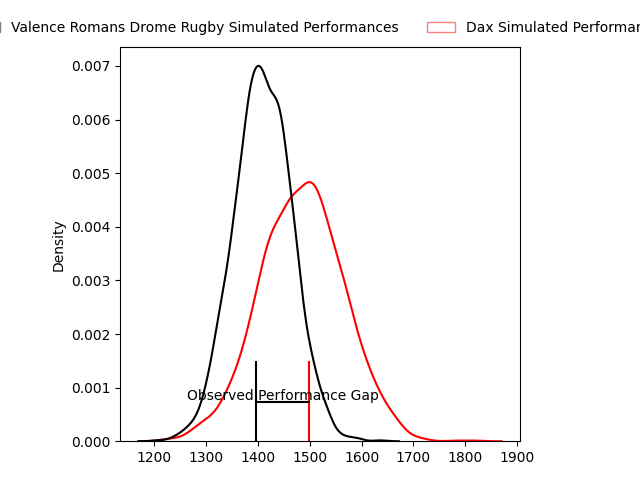 Valence Romans Drome Rugby Simulated Performances
Dax Simulated
0.007
0.006
0.005
0.004
0.003
0.002
0.001
0.000
Density
Observed Performance Gap
1200 1300 1400 1500 1600 1700 1800 1900